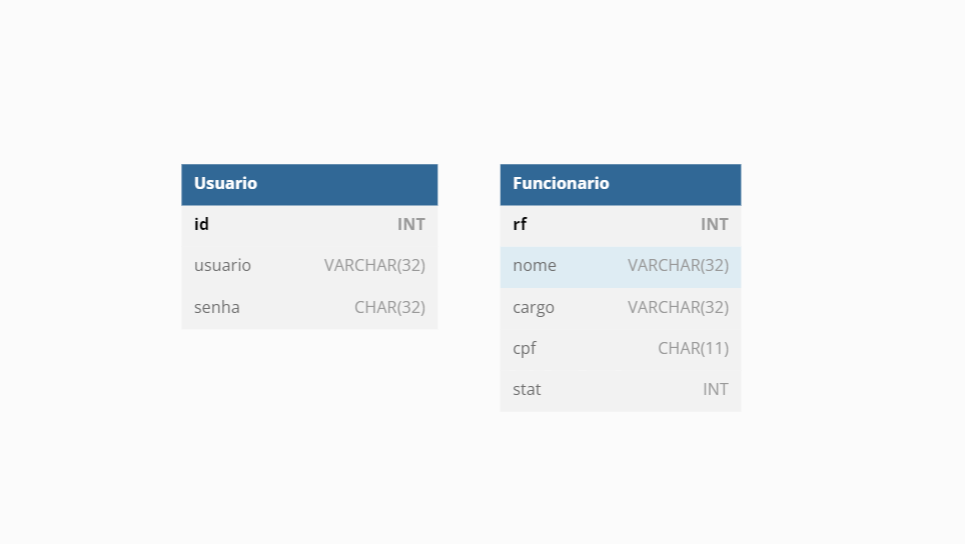 Usuario
id INT
usuario VARCHAR(32)
senha CHAR(32)
Funcionario
rf INT
nome VARCHAR(32)
cargo VARCHAR(32)
cpf CHAR(11)
stat INT